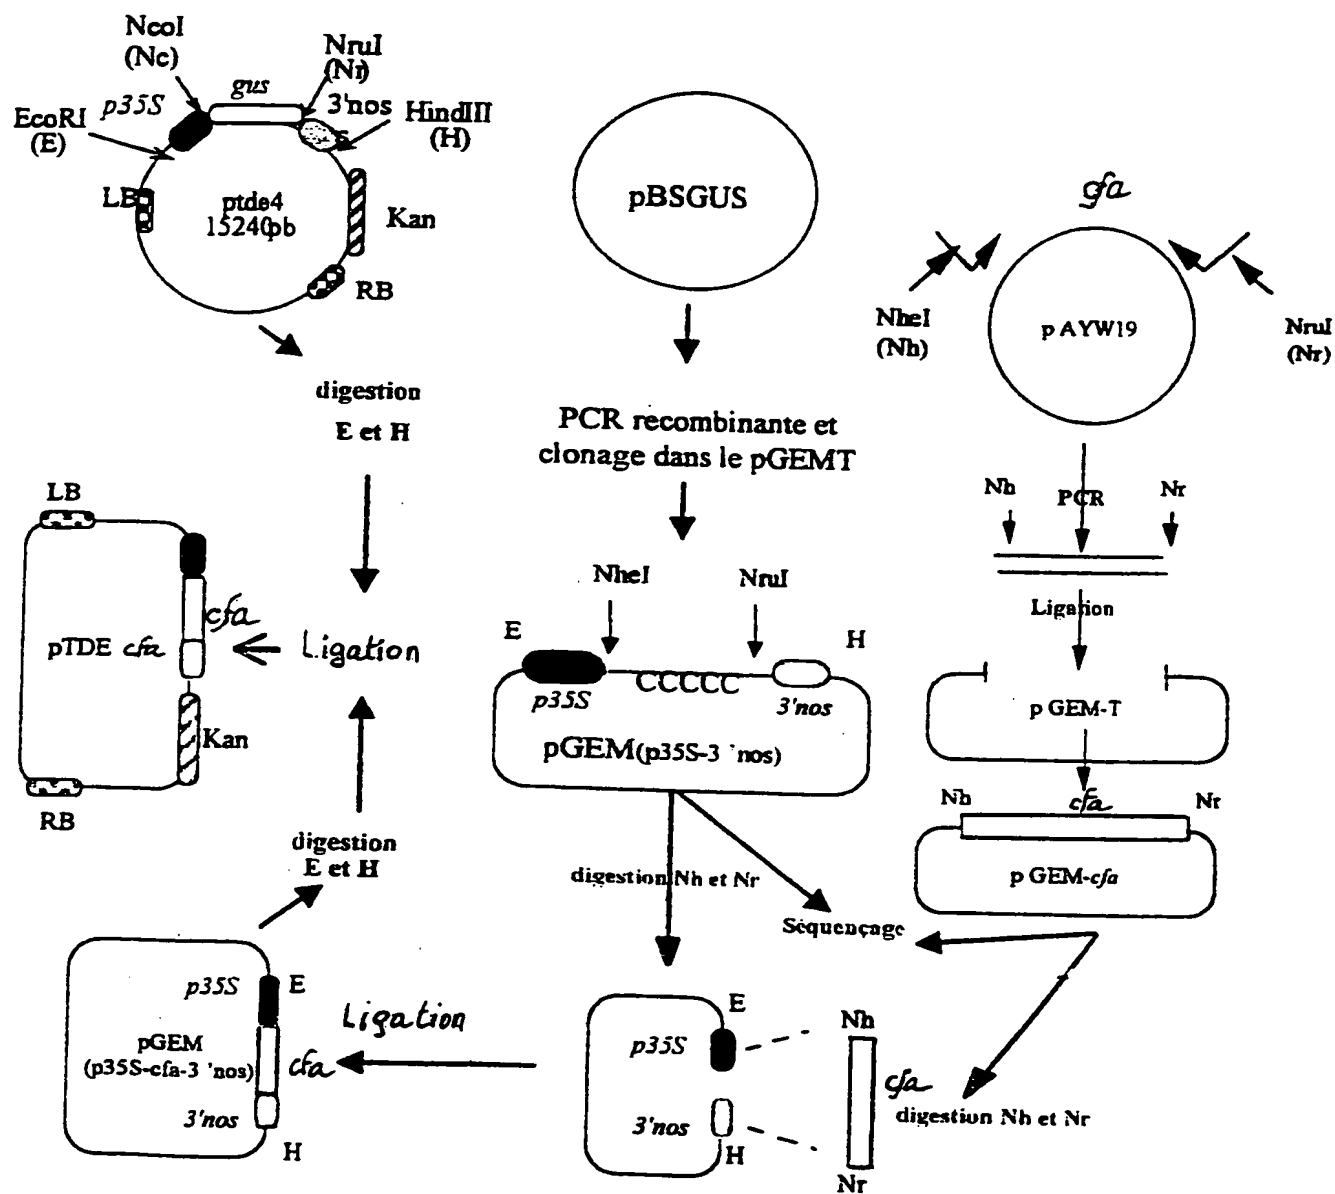 NcoI
(Nc)
NruI
(Nr)
gus
p35S
3'nos
EcoRI
(E)
HindIII
(H)
LB
ptde4
15240pb
Kan
RB
digestion
E et H
pBSGUS
PCR recombinante et
clonage dans le pGEMT
cfa
NheI
(Nh)
p AYW19
NruI
(Nr)
Nh
PCR
Nr
Ligation
p GEM-T
Nh
cfa
Nr
p GEM-cfa
LB
cfa
pTDE cfa
Ligation
Kan
RB
digestion
E et H
NheI
NruI
E
H
CCCCC
p35S
3'nos
pGEM(p35S-3 'nos)
digestion Nh et Nr
Séquençage
p35S
E
pGEM
(p35S-cfa-3 'nos)
cfa
3'nos
H
Ligation
E
p35S
3'nos
H
Nh
cfa
Nr
digestion Nh et Nr